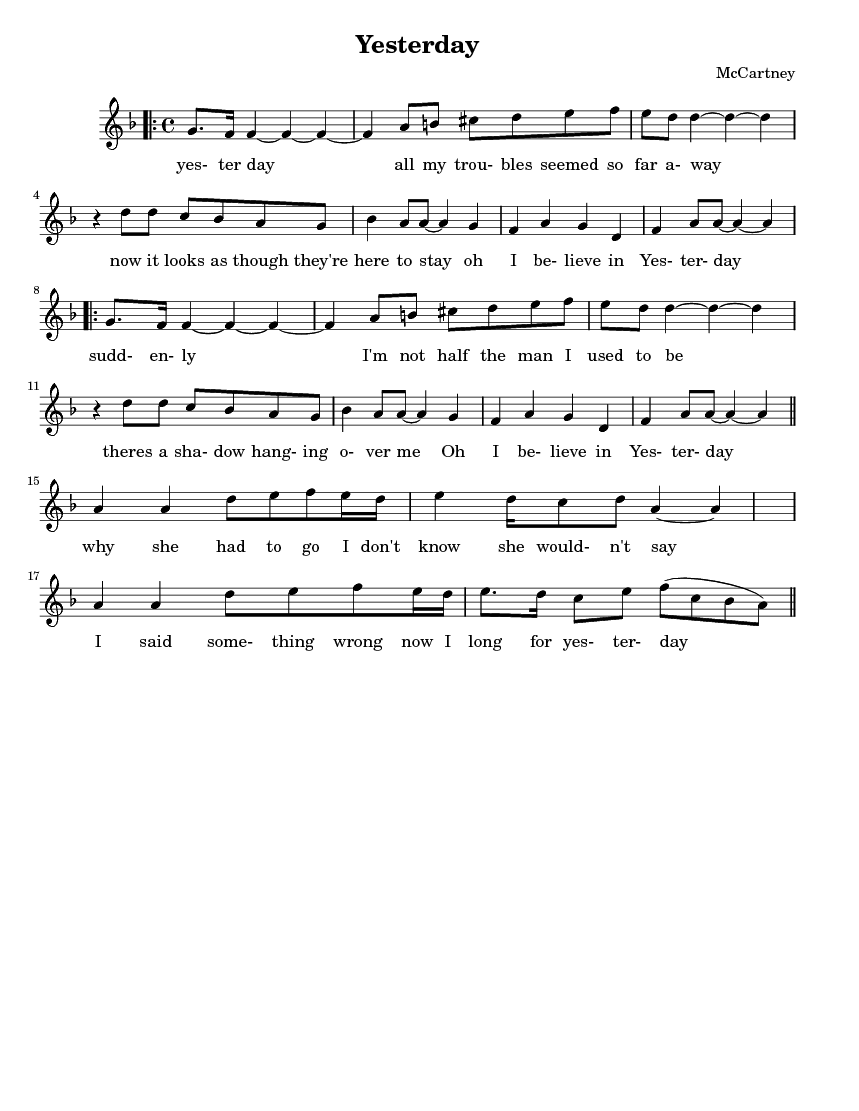 Yesterday
McCartney
yes- ter day all my trou- bles seemed so far a- way
4
now it looks as though they're here to stay oh I be- lieve in Yes- ter- day
8
sudd- en- ly I'm not half the man I used to be
11
theres a sha- dow hang- ing o- ver me Oh I be- lieve in Yes- ter- day
15
why she had to go I don't know she would- n't say
17
I said some- thing wrong now I long for yes- ter- day